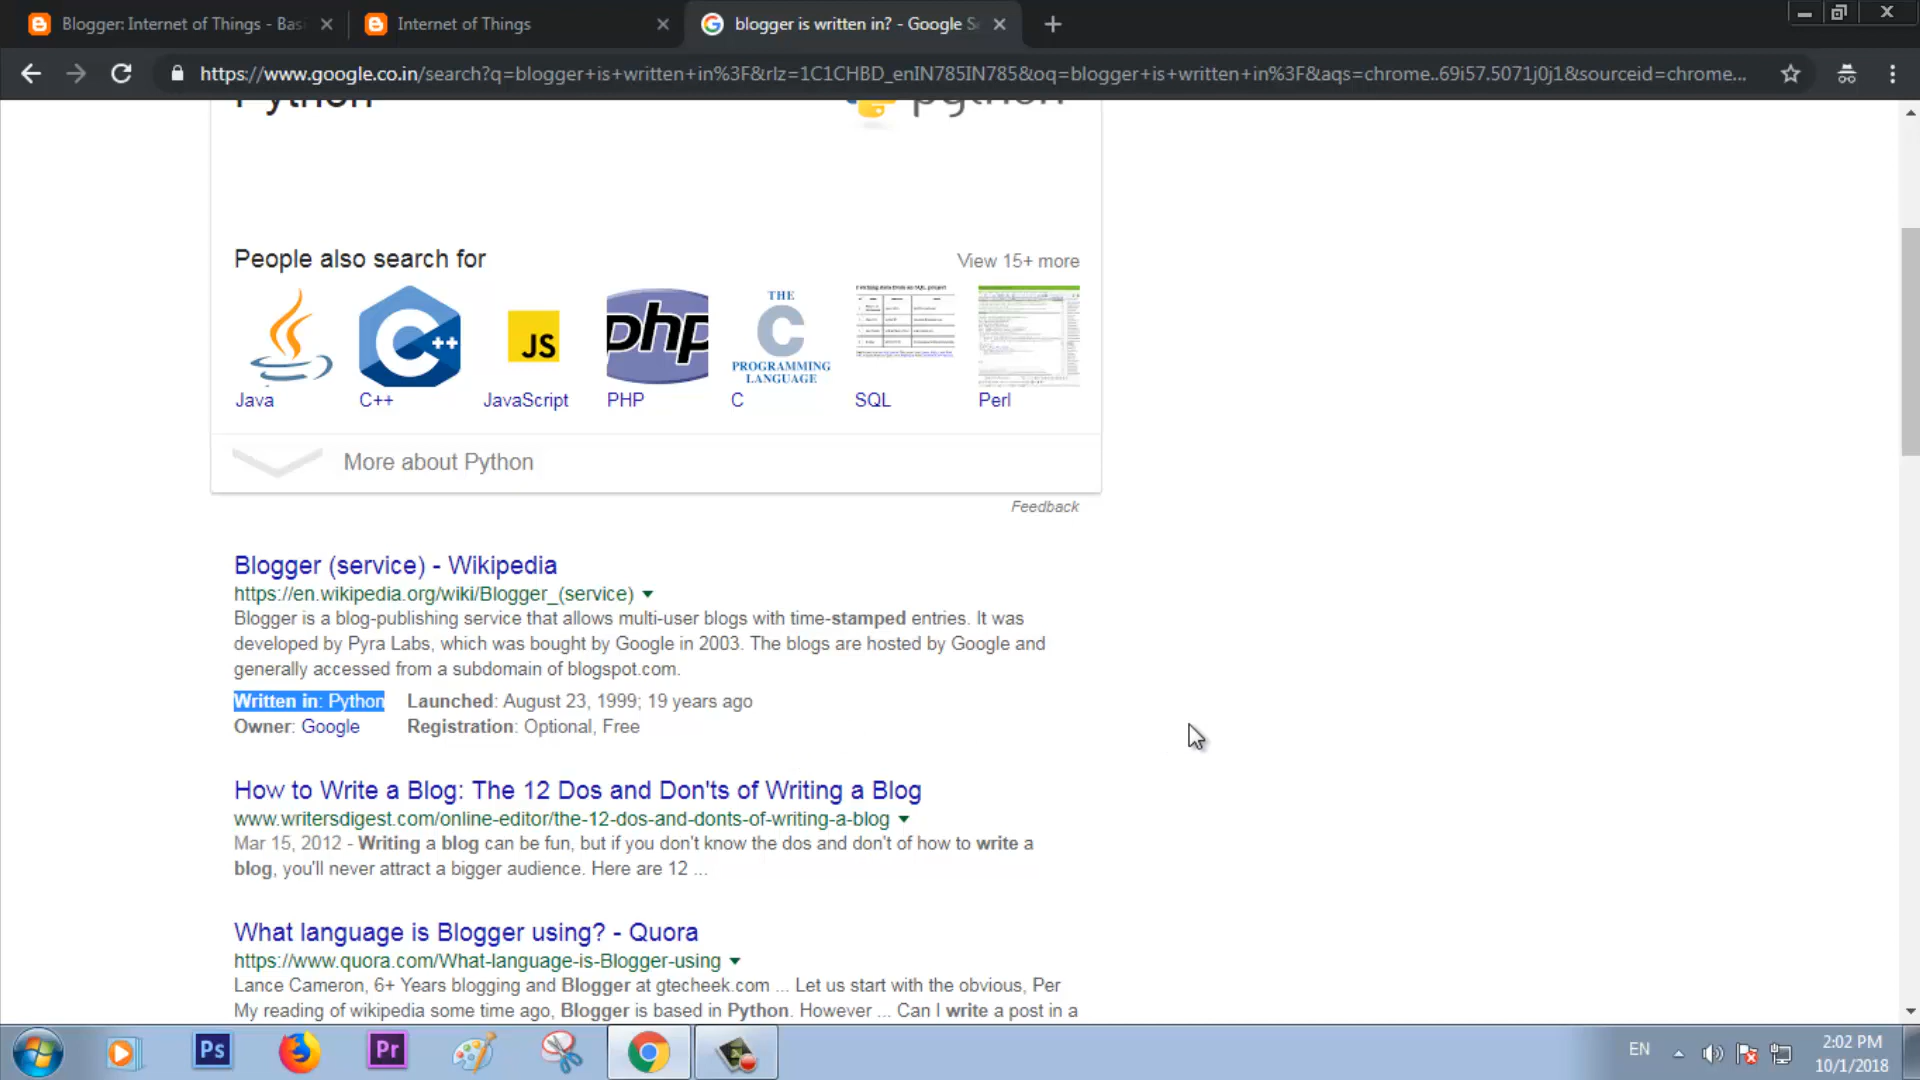 Blogger: Internet of Things - Bas
Internet of Things
blogger is written in? - Google S
https://www.google.co.in/search?q=blogger+is+written+in%3F&rlz=1C1CHBD_enIN785IN785&oq=blogger+is+written+in%3F&aqs=chrome..69i57.5071j0j1&sourceid=chrome...
Python
python
People also search for
View 15+ more
JS
php
THE
C
PROGRAMMING
LANGUAGE
Java
C++
JavaScript
PHP
C
SQL
Perl
More about Python
Feedback
Blogger (service) - Wikipedia
https://en.wikipedia.org/wiki/Blogger_(service)
Blogger is a blog-publishing service that allows multi-user blogs with time-stamped entries. It was
developed by Pyra Labs, which was bought by Google in 2003. The blogs are hosted by Google and
generally accessed from a subdomain of blogspot.com.
Written in: Python Launched: August 23, 1999; 19 years ago
Owner: Google Registration: Optional, Free
How to Write a Blog: The 12 Dos and Don'ts of Writing a Blog
www.writersdigest.com/online-editor/the-12-dos-and-donts-of-writing-a-blog
Mar 15, 2012 - Writing a blog can be fun, but if you don't know the dos and don't of how to write a
blog, you'll never attract a bigger audience. Here are 12 ...
What language is Blogger using? - Quora
https://www.quora.com/What-language-is-Blogger-using
Lance Cameron, 6+ Years blogging and Blogger at gtecheek.com ... Let us start with the obvious, Per
My reading of wikipedia some time ago, Blogger is based in Python. However ... Can I write a post in a
Ps
Pr
EN
2:02 PM
10/1/2018